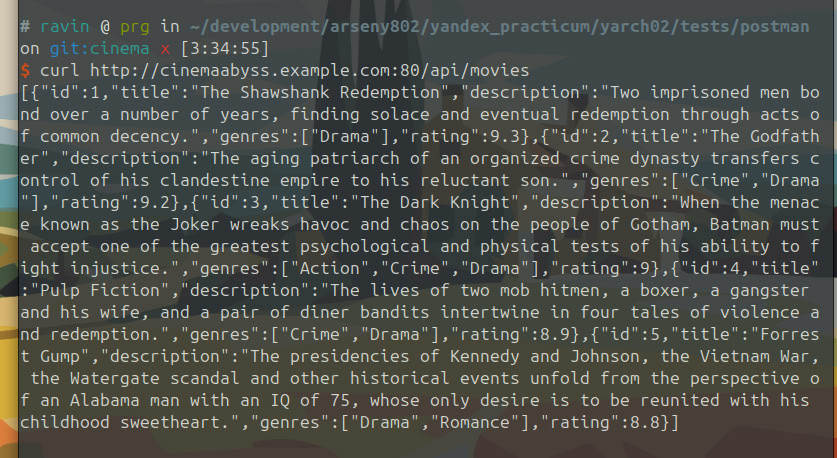 # ravin @ prg in ~/development/arseny802/yandex_practicum/yarch02/tests/postman
on git:cinema x [3:34:55]
$ curl http://cinemaabyss.example.com:80/api/movies
[{"id":1,"title":"The Shawshank Redemption","description":"Two imprisoned men bo
nd over a number of years, finding solace and eventual redemption through acts o
f common decency.","genres":["Drama"],"rating":9.3},{"id":2,"title":"The Godfath
er","description":"The aging patriarch of an organized crime dynasty transfers c
ontrol of his clandestine empire to his reluctant son.","genres":["Crime","Drama
"],"rating":9.2},{"id":3,"title":"The Dark Knight","description":"When the menac
e known as the Joker wreaks havoc and chaos on the people of Gotham, Batman must
 accept one of the greatest psychological and physical tests of his ability to f
ight injustice.","genres":["Action","Crime","Drama"],"rating":9},{"id":4,"title"
:"Pulp Fiction","description":"The lives of two mob hitmen, a boxer, a gangster
and his wife, and a pair of diner bandits intertwine in four tales of violence a
nd redemption.","genres":["Crime","Drama"],"rating":8.9},{"id":5,"title":"Forres
t Gump","description":"The presidencies of Kennedy and Johnson, the Vietnam War,
 the Watergate scandal and other historical events unfold from the perspective o
f an Alabama man with an IQ of 75, whose only desire is to be reunited with his
childhood sweetheart.","genres":["Drama","Romance"],"rating":8.8}]